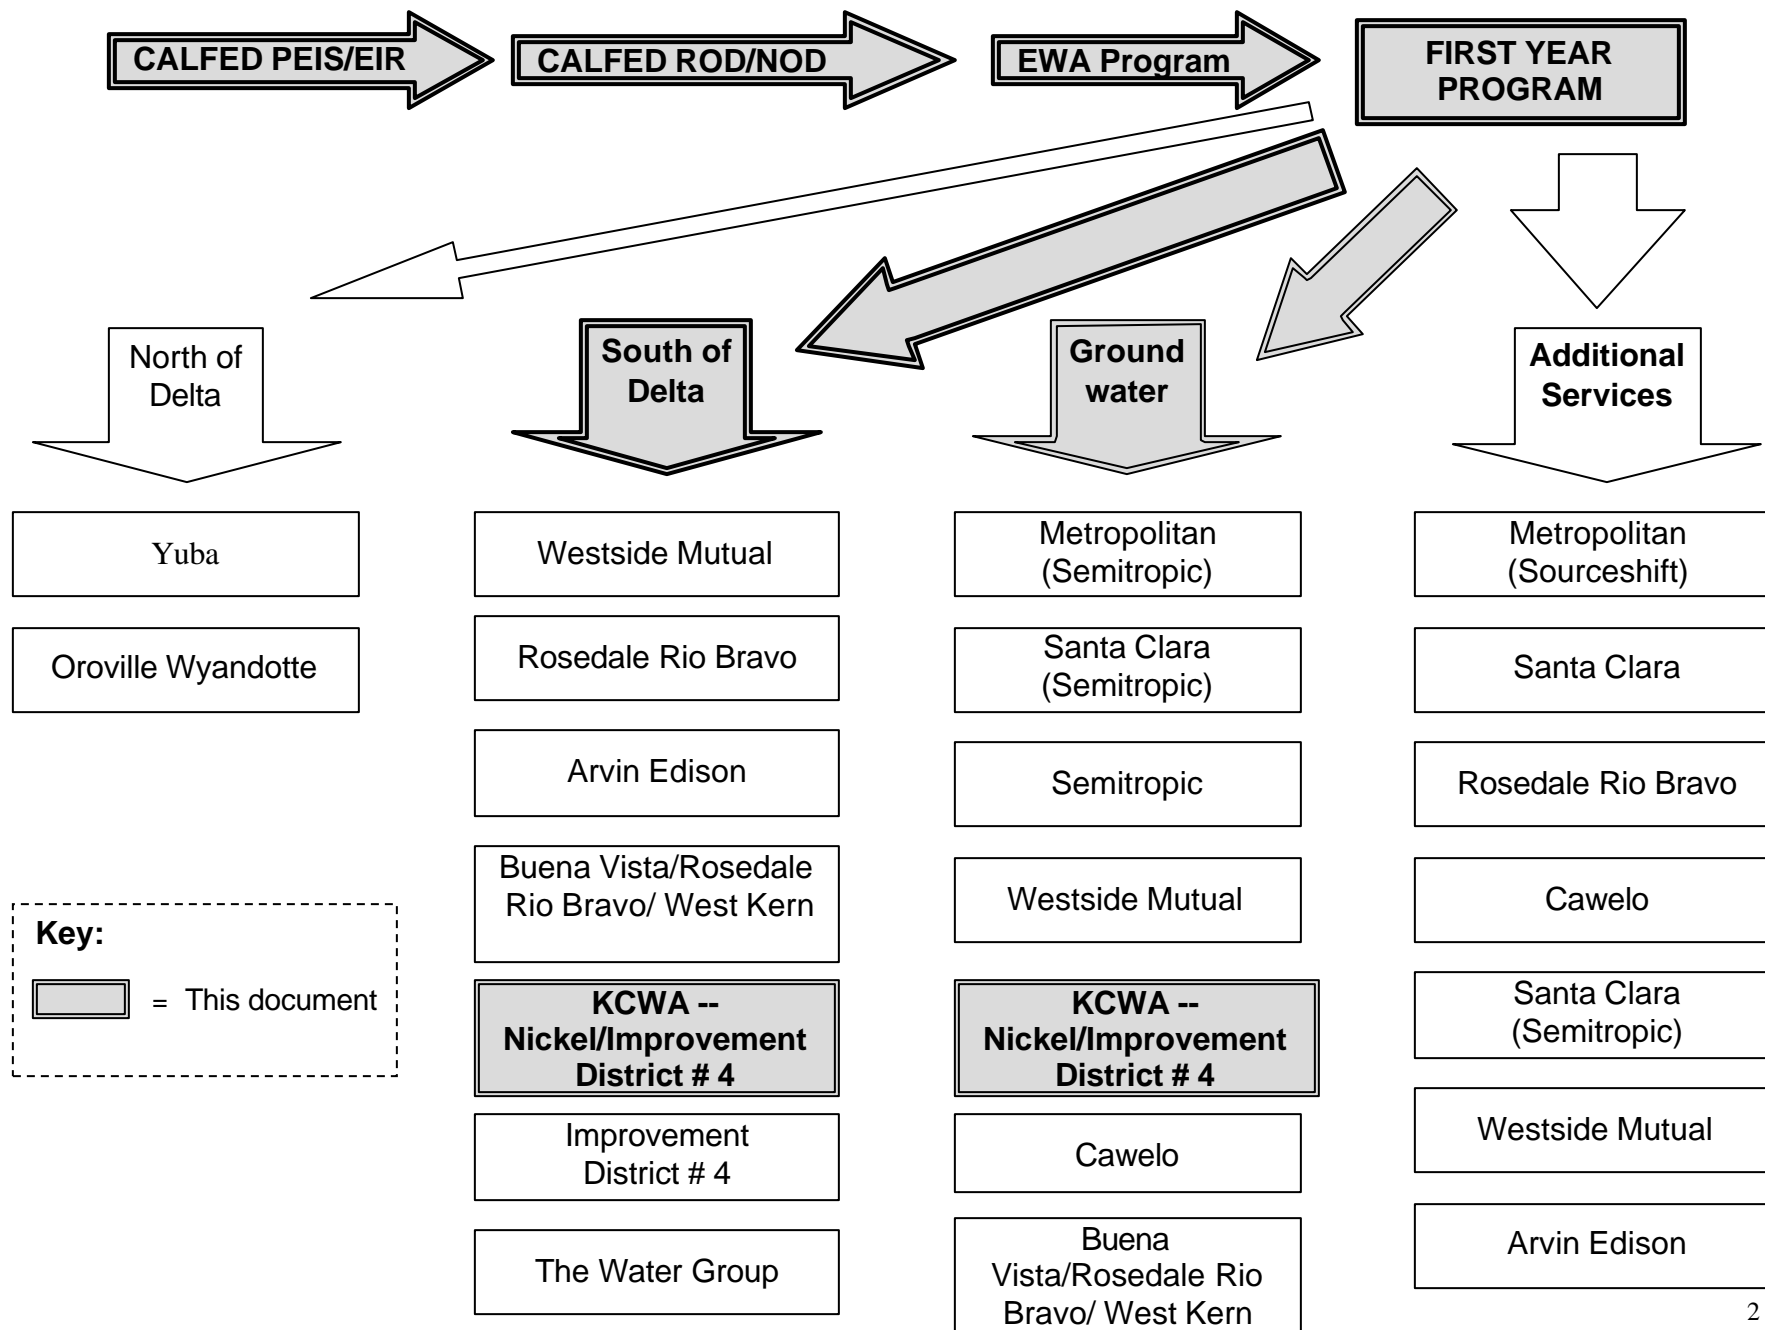 CALFED PEIS/EIR
CALFED ROD/NOD
EWA Program
FIRST YEAR
PROGRAM
North of
Delta
South of
Delta
Ground
water
Additional
Services
Yuba
Oroville Wyandotte
Westside Mutual
Rosedale Rio Bravo
Arvin Edison
Buena Vista/Rosedale
Rio Bravo/ West Kern
KCWA --
Nickel/Improvement
District # 4
Improvement
District # 4
The Water Group
Metropolitan
(Semitropic)
Santa Clara
(Semitropic)
Semitropic
Westside Mutual
KCWA --
Nickel/Improvement
District # 4
Cawelo
Buena
Vista/Rosedale Rio
Bravo/ West Kern
Metropolitan
(Sourceshift)
Santa Clara
Rosedale Rio Bravo
Cawelo
Santa Clara
(Semitropic)
Westside Mutual
Arvin Edison
Key:
= This document
2